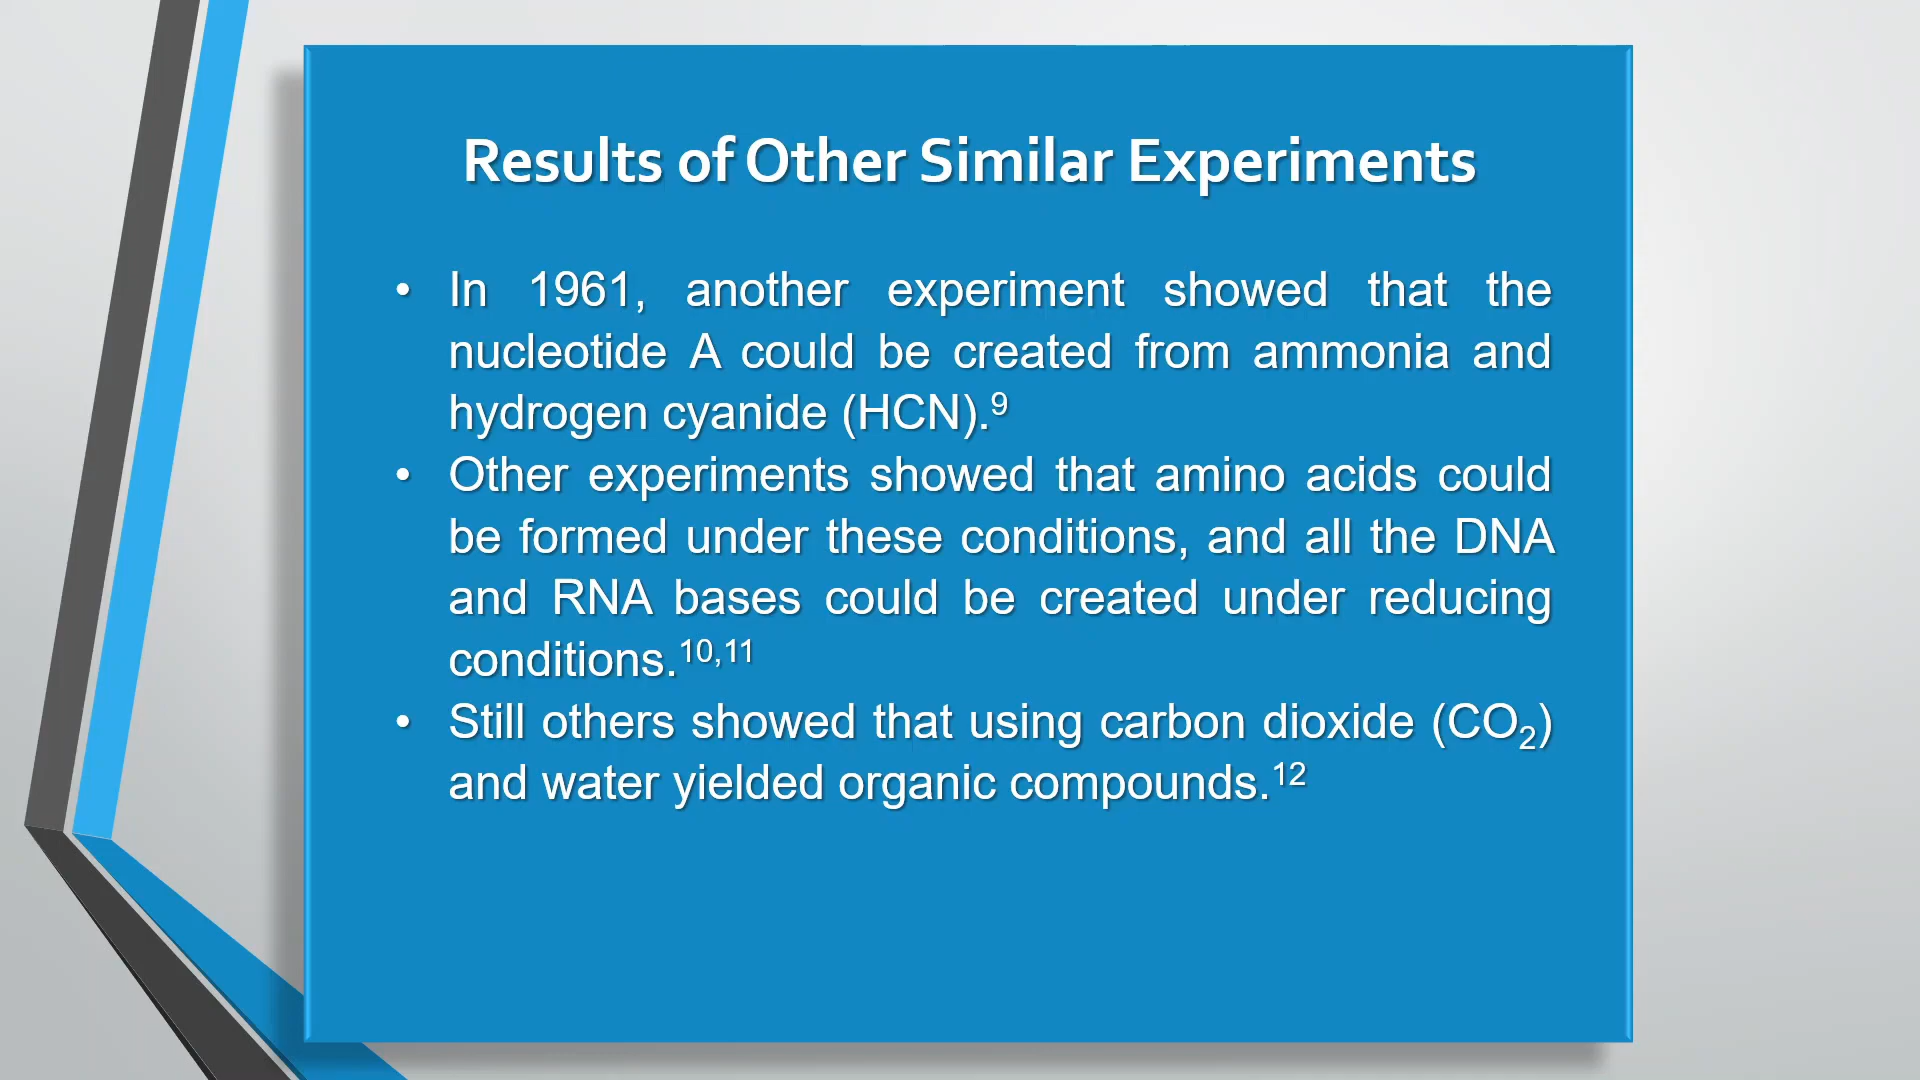 Results of Other Similar Experiments
• In 1961, another experiment showed that the
nucleotide A could be created from ammonia and
hydrogen cyanide (HCN).⁹
• Other experiments showed that amino acids could
be formed under these conditions, and all the DNA
and RNA bases could be created under reducing
conditions.¹⁰,¹¹
• Still others showed that using carbon dioxide (CO₂)
and water yielded organic compounds.¹²